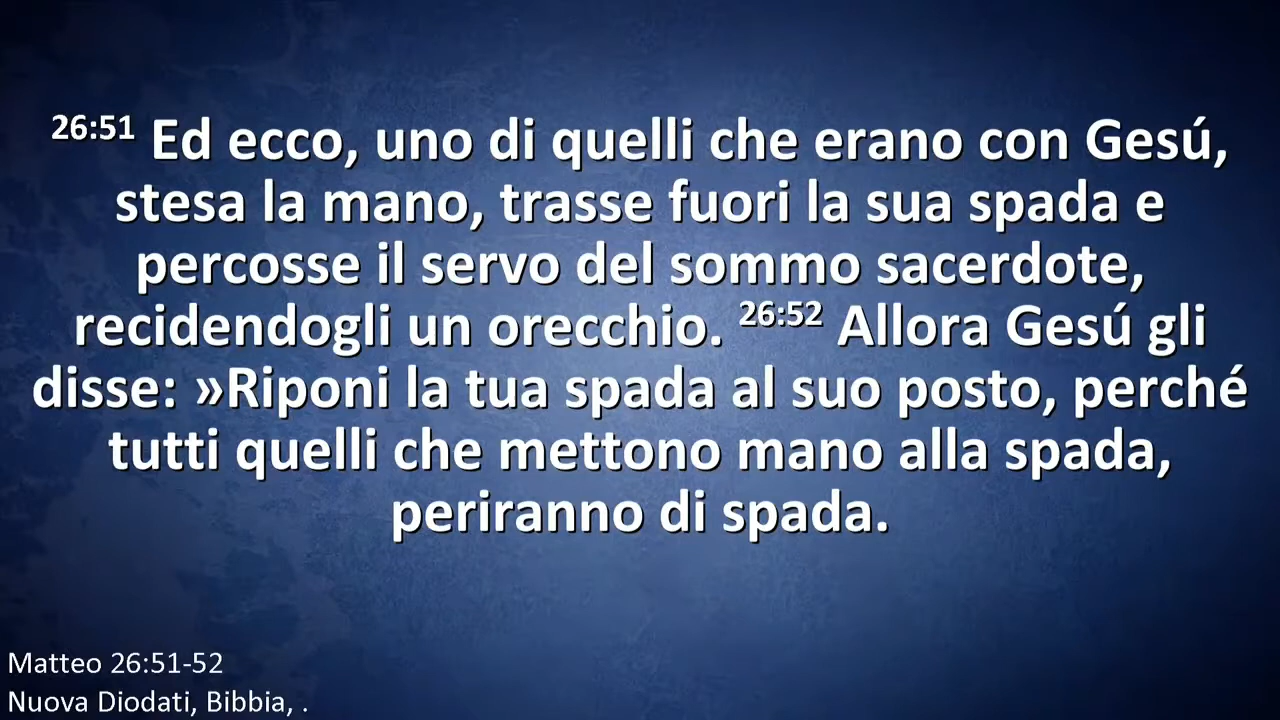 26:51 Ed ecco, uno di quelli che erano con Gesú,
stesa la mano, trasse fuori la sua spada e
percosse il servo del sommo sacerdote,
recidendogli un orecchio. 26:52 Allora Gesú gli
disse: »Riponi la tua spada al suo posto, perché
tutti quelli che mettono mano alla spada,
periranno di spada.
Matteo 26:51-52
Nuova Diodati, Bibbia, .